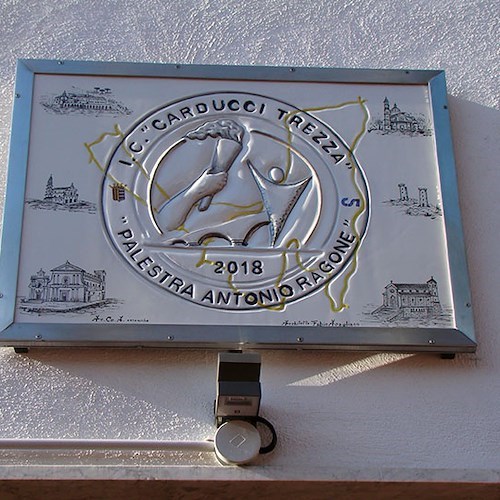 I.C. "CARDUCCI TREZZA"
2018
"PALESTRA ANTONIO RAGONE"